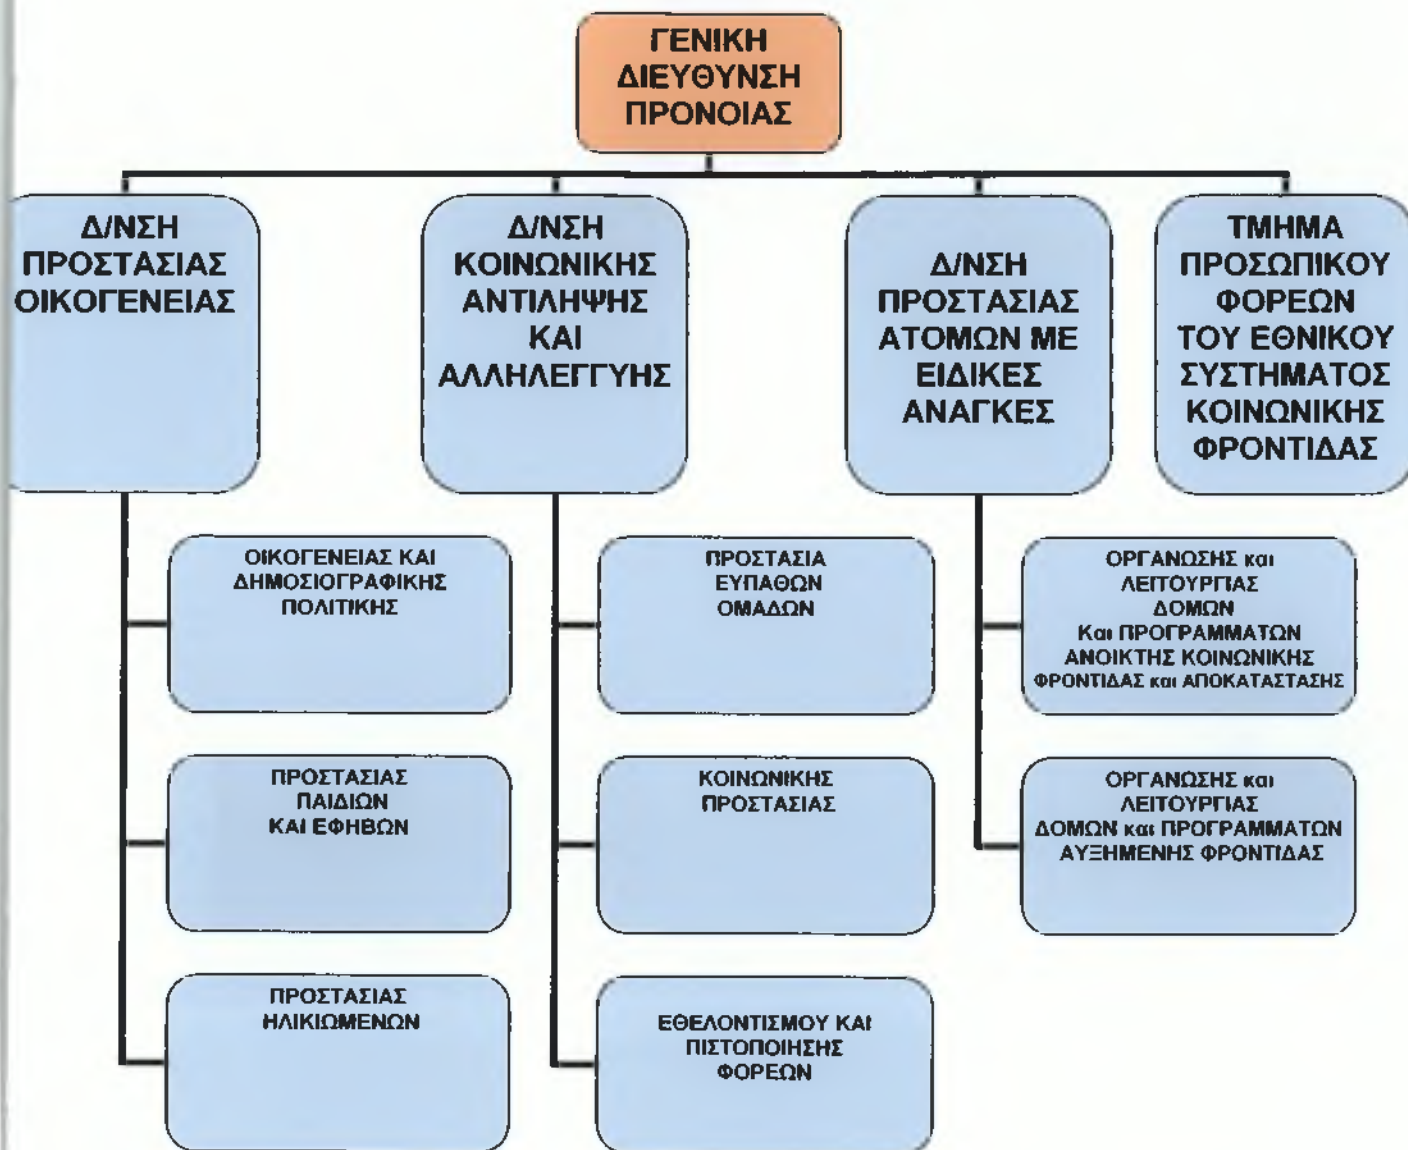 ΓΕΝΙΚΗ
ΔΙΕΥΘΥΝΣΗ
ΠΡΟΝΟΙΑΣ
Δ/ΝΣΗ
ΠΡΟΣΤΑΣΙΑΣ
ΟΙΚΟΓΕΝΕΙΑΣ
Δ/ΝΣΗ
ΚΟΙΝΩΝΙΚΗΣ
ΑΝΤΙΛΗΨΗΣ
ΚΑΙ
ΑΛΛΗΛΕΓΓΥΗΣ
Δ/ΝΣΗ
ΠΡΟΣΤΑΣΙΑΣ
ΑΤΟΜΩΝ ΜΕ
ΕΙΔΙΚΕΣ
ΑΝΑΓΚΕΣ
ΤΜΗΜΑ
ΠΡΟΣΩΠΙΚΟΥ
ΦΟΡΕΩΝ
ΤΟΥ ΕΘΝΙΚΟΥ
ΣΥΣΤΗΜΑΤΟΣ
ΚΟΙΝΩΝΙΚΗΣ
ΦΡΟΝΤΙΔΑΣ
ΟΙΚΟΓΕΝΕΙΑΣ ΚΑΙ
ΔΗΜΟΣΙΟΓΡΑΦΙΚΗΣ
ΠΟΛΙΤΙΚΗΣ
ΠΡΟΣΤΑΣΙΑ
ΕΥΠΑΘΩΝ
ΟΜΑΔΩΝ
ΟΡΓΑΝΩΣΗΣ και
ΛΕΙΤΟΥΡΓΙΑΣ
ΔΟΜΩΝ
Και ΠΡΟΓΡΑΜΜΑΤΩΝ
ΑΝΟΙΚΤΗΣ ΚΟΙΝΩΝΙΚΗΣ
ΦΡΟΝΤΙΔΑΣ και ΑΠΟΚΑΤΑΣΤΑΣΗΣ
ΠΡΟΣΤΑΣΙΑΣ
ΠΑΙΔΙΩΝ
ΚΑΙ ΕΦΗΒΩΝ
ΚΟΙΝΩΝΙΚΗΣ
ΠΡΟΣΤΑΣΙΑΣ
ΟΡΓΑΝΩΣΗΣ και
ΛΕΙΤΟΥΡΓΙΑΣ
ΔΟΜΩΝ και ΠΡΟΓΡΑΜΜΑΤΩΝ
ΑΥΞΗΜΕΝΗΣ ΦΡΟΝΤΙΔΑΣ
ΠΡΟΣΤΑΣΙΑΣ
ΗΛΙΚΙΩΜΕΝΩΝ
ΕΘΕΛΟΝΤΙΣΜΟΥ ΚΑΙ
ΠΙΣΤΟΠΟΙΗΣΗΣ
ΦΟΡΕΩΝ